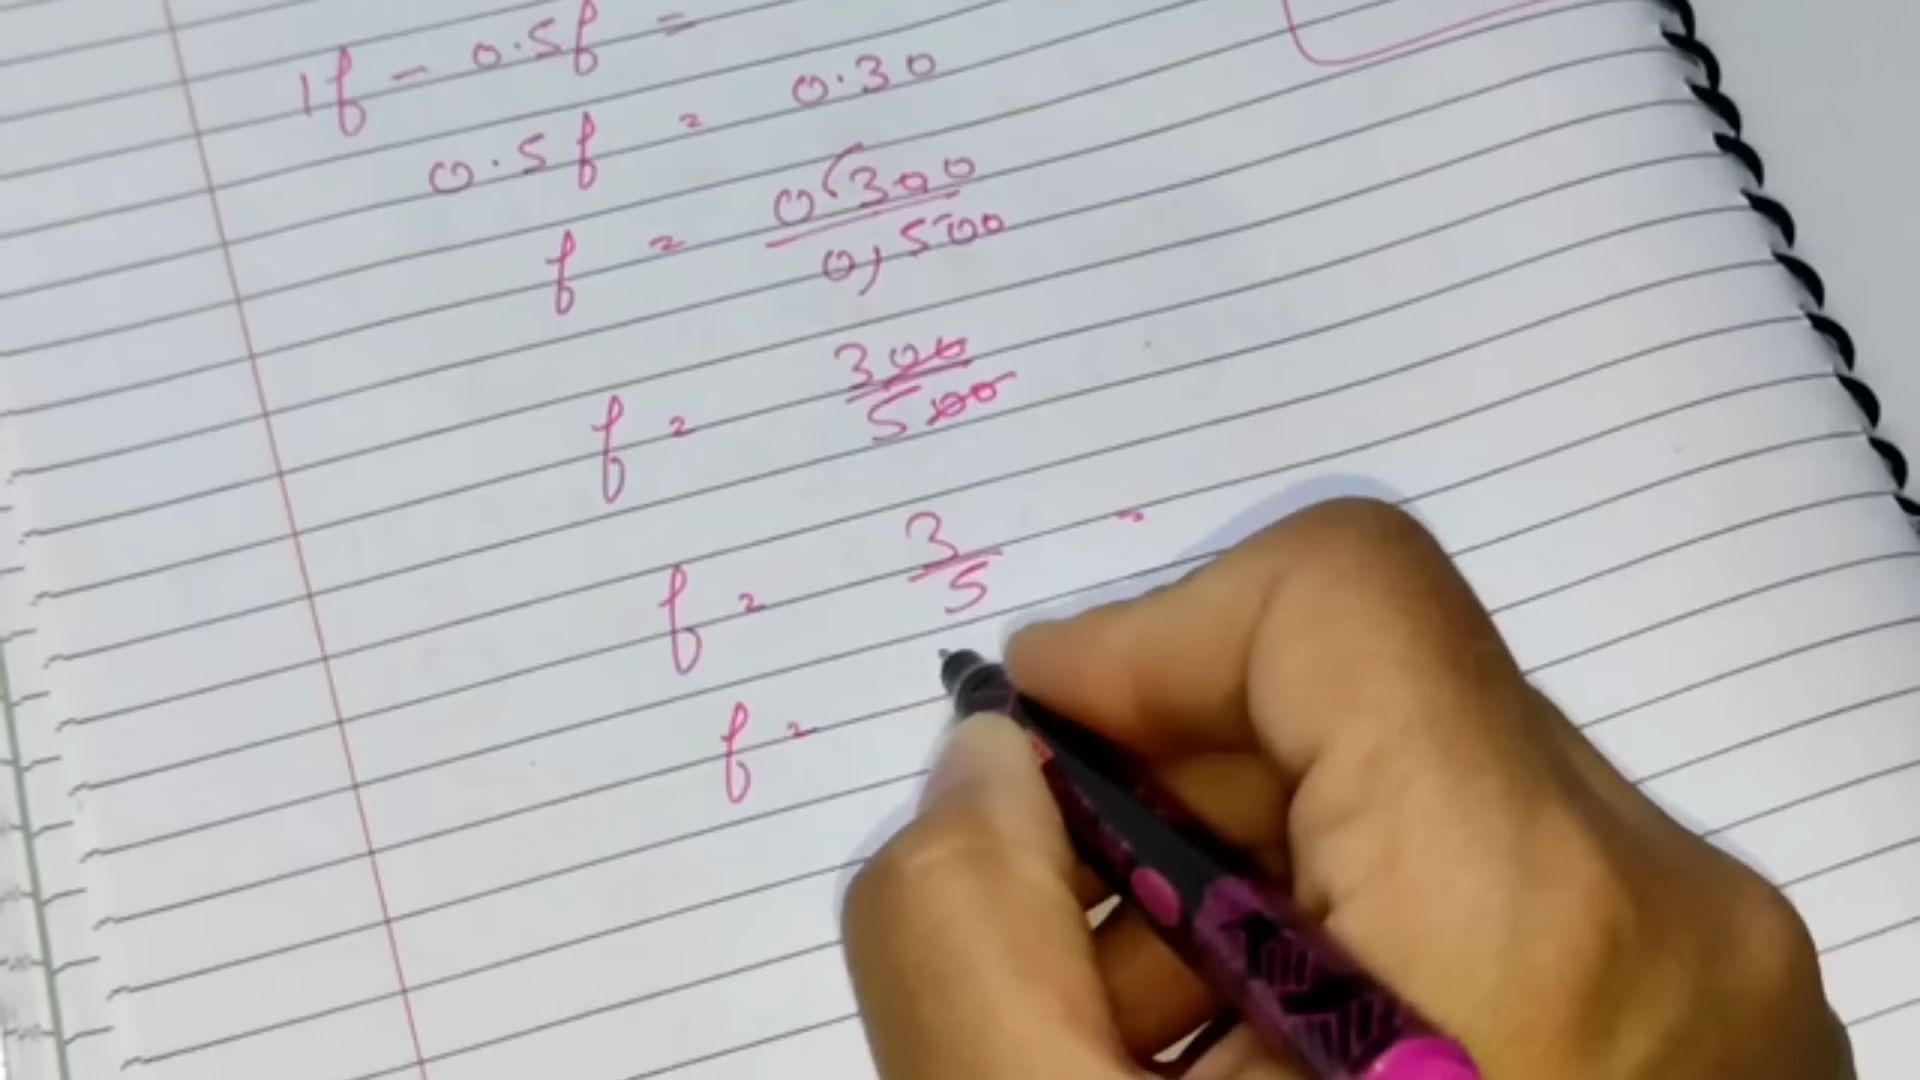 1f - 0.5f =
0.5f = 0.30
f = 0.300/0.500
f = 300/500
f = 3/5 =
f =